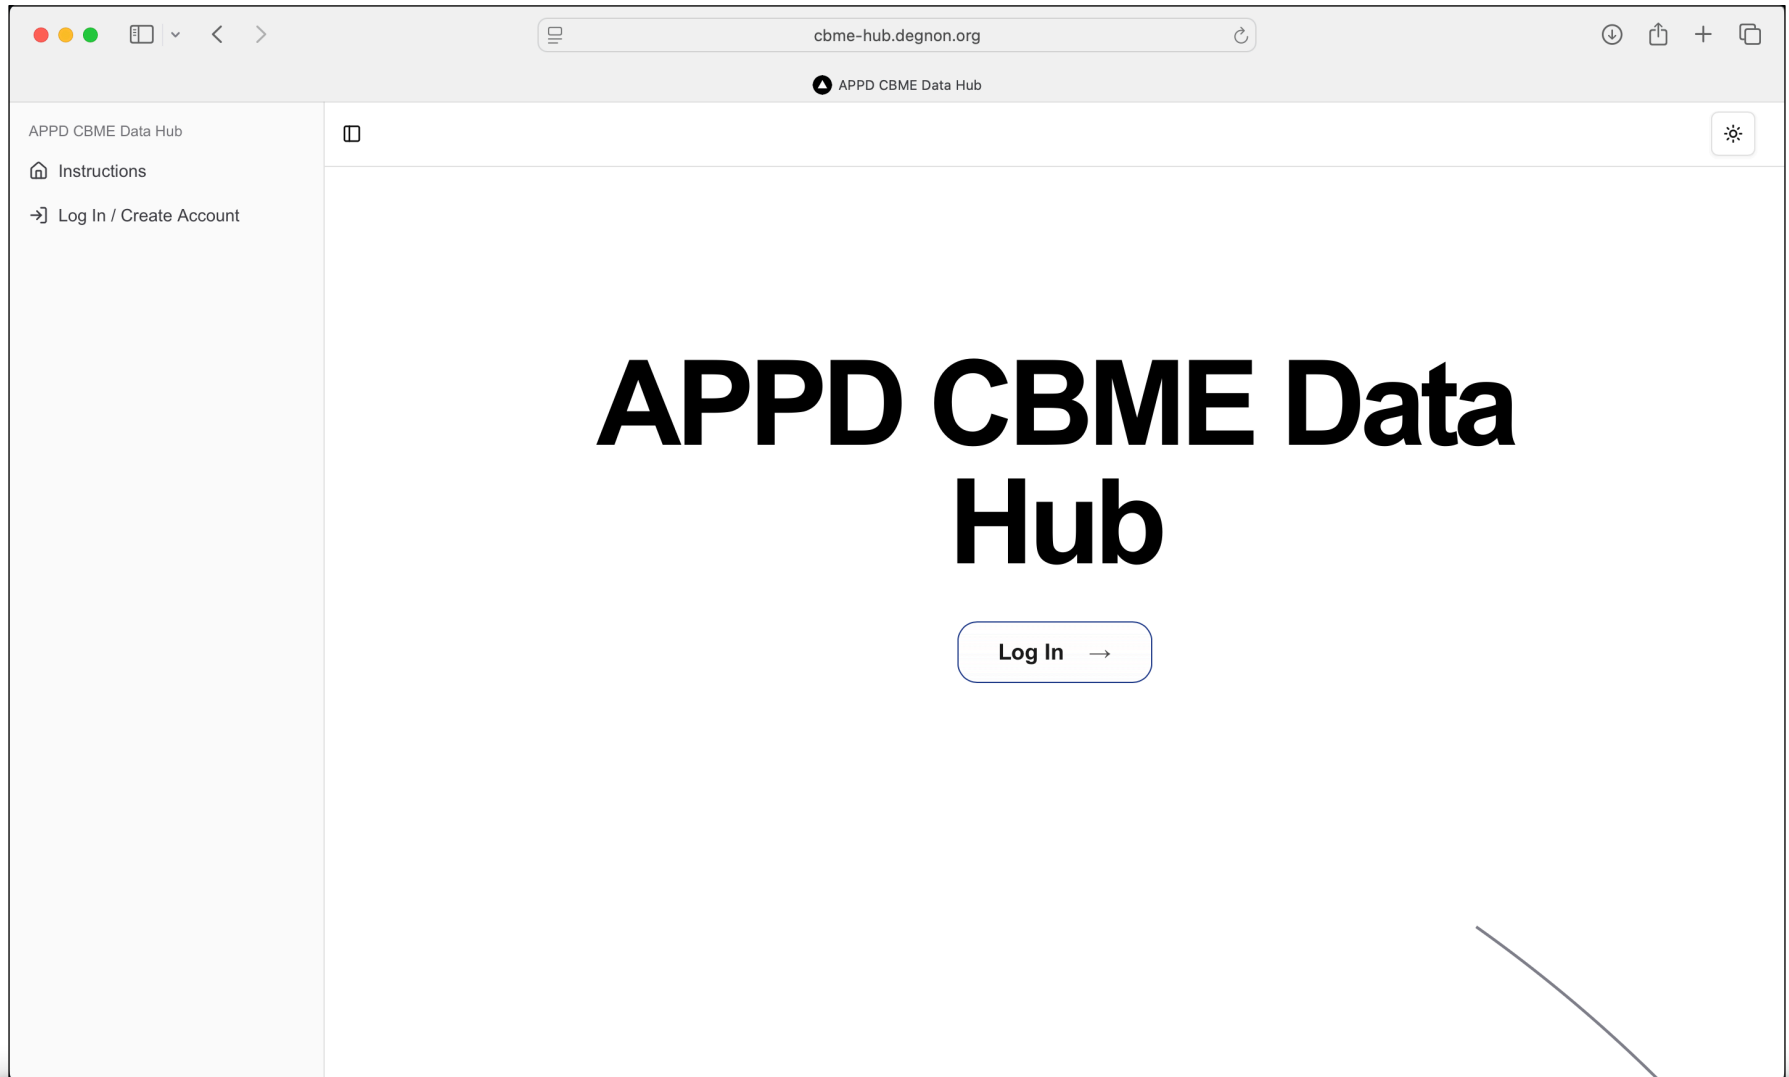 cbme-hub.degnon.org
APPD CBME Data Hub
APPD CBME Data Hub
Instructions
Log In / Create Account
APPD CBME Data
Hub
Log In →